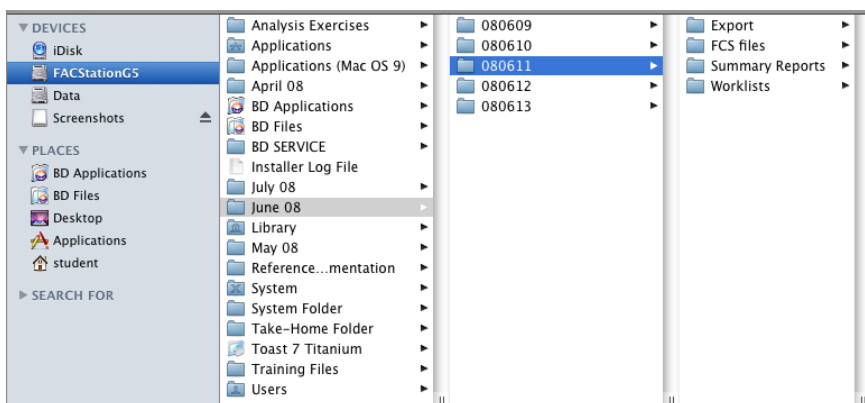 DEVICES
iDisk
FACStationG5
Data
Screenshots
PLACES
BD Applications
BD Files
Desktop
Applications
student
SEARCH FOR
Analysis Exercises
Applications
Applications (Mac OS 9)
April 08
BD Applications
BD Files
BD SERVICE
Installer Log File
July 08
June 08
Library
May 08
Reference...mentation
System
System Folder
Take-Home Folder
Toast 7 Titanium
Training Files
Users
080609
080610
080611
080612
080613
Export
FCS files
Summary Reports
Worklists